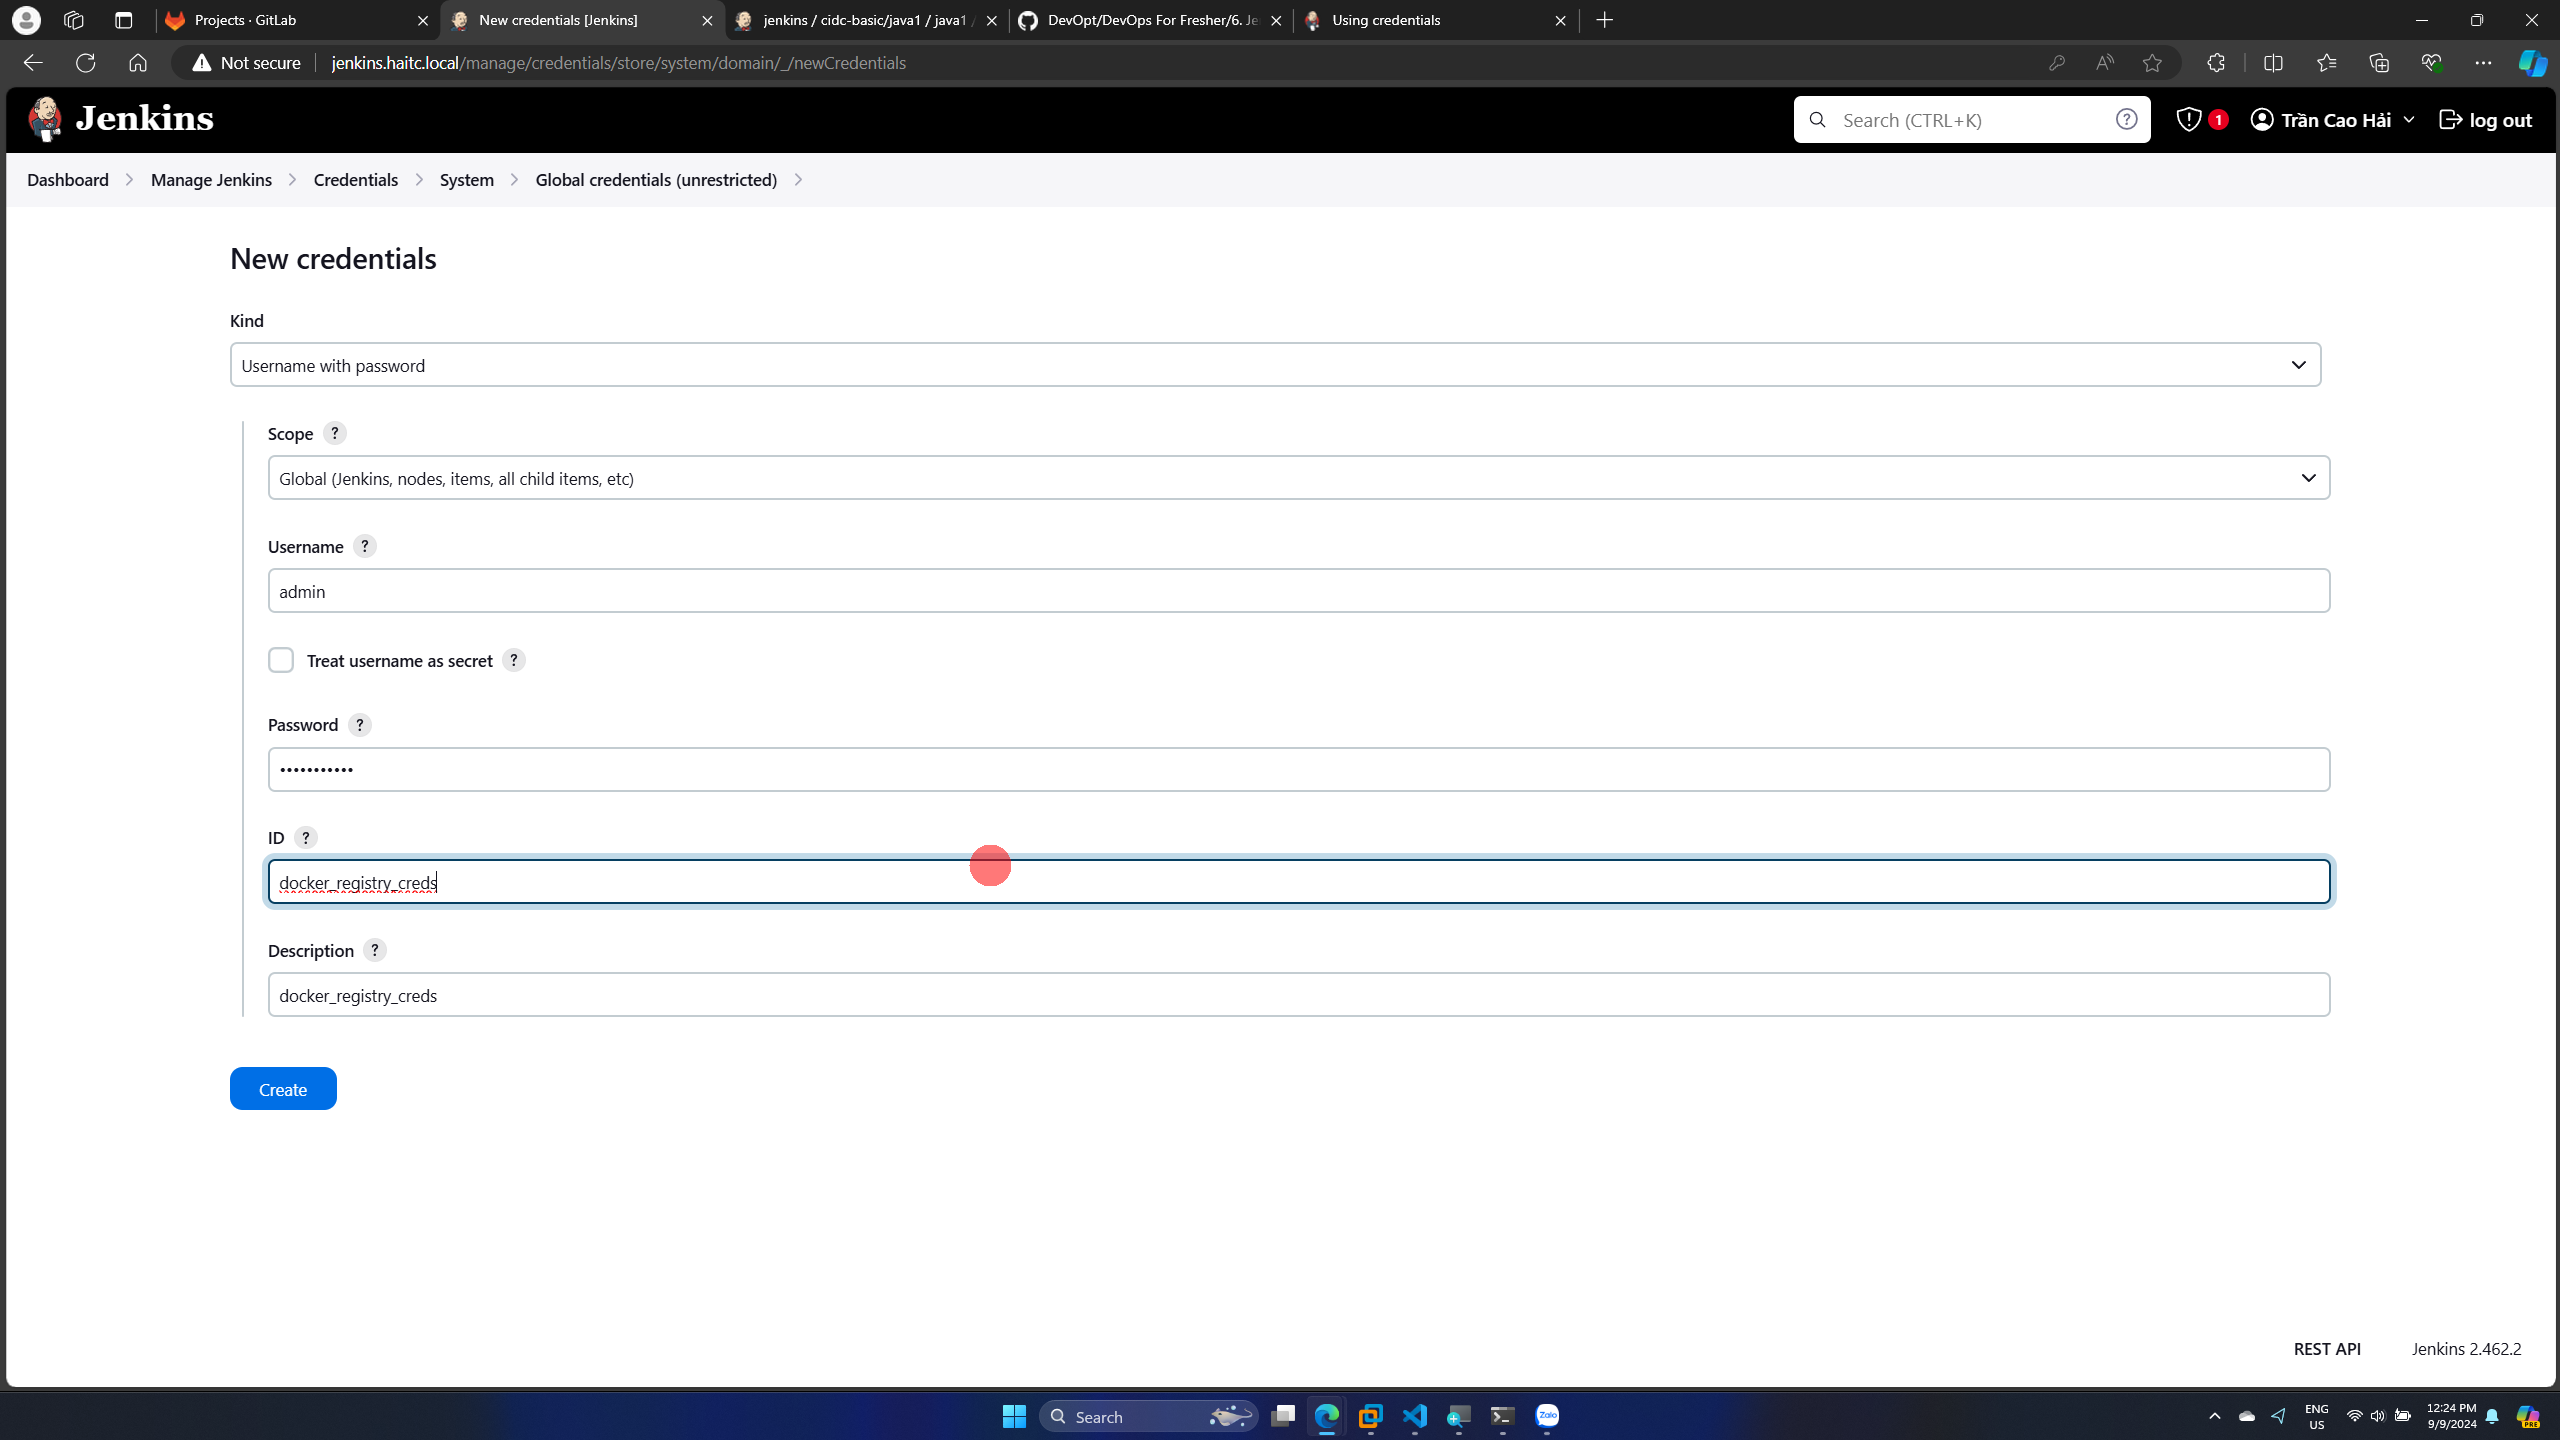 Projects · GitLab
New credentials [Jenkins]
jenkins / cidc-basic/java1 / java1 /
DevOpt/DevOps For Fresher/6. Je
Using credentials
Not secure
jenkins.haitc.local/manage/credentials/store/system/domain/_/newCredentials
Jenkins
Search (CTRL+K)
1
Trần Cao Hải
log out
Dashboard
Manage Jenkins
Credentials
System
Global credentials (unrestricted)
New credentials
Kind
Username with password
Scope ?
Global (Jenkins, nodes, items, all child items, etc)
Username ?
admin
Treat username as secret ?
Password ?
•••••••••••
ID ?
docker_registry_creds
Description ?
docker_registry_creds
Create
REST API
Jenkins 2.462.2
Search
Zalo
ENG
US
12:24 PM
9/9/2024
PRE